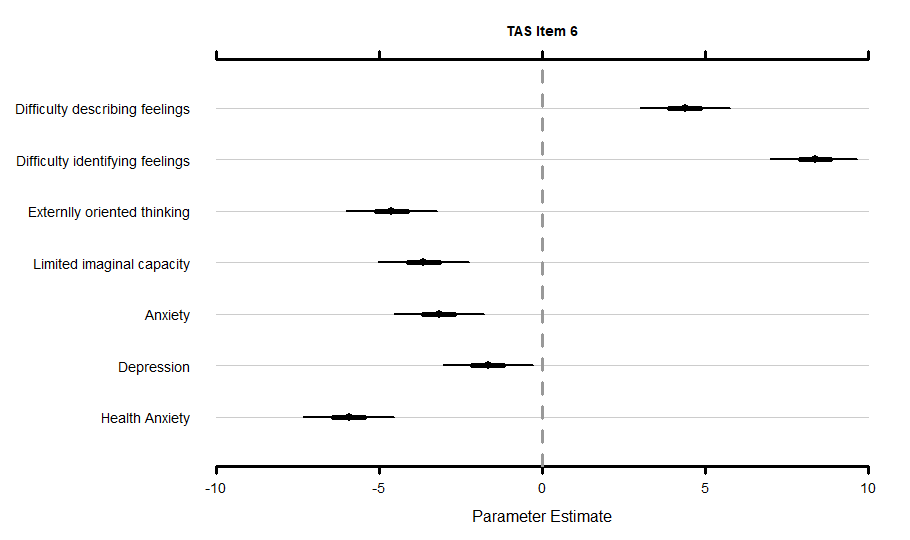 TAS Item 6
Difficulty describing feelings
Difficulty identifying feelings
Externlly oriented thinking
Limited imaginal capacity
Anxiety
Depression
Health Anxiety
-10 -5 0 5 10
Parameter Estimate